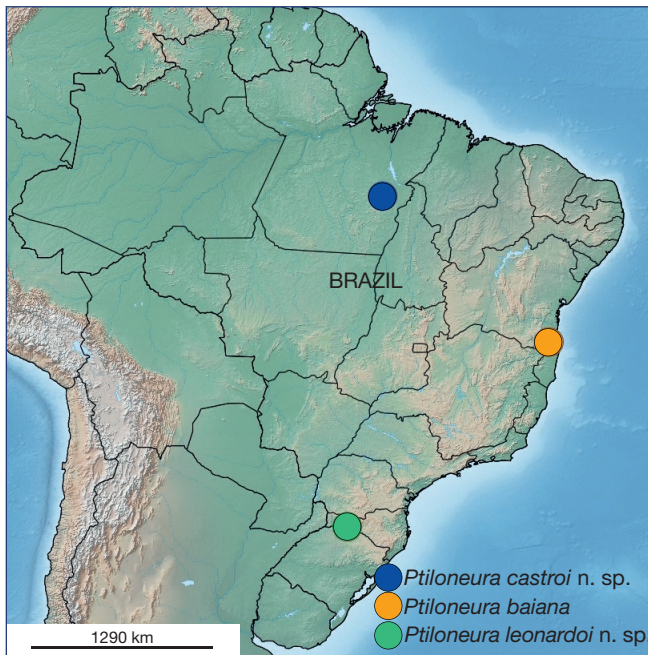 BRAZIL
Ptiloneura castroi n. sp.
Ptiloneura baiana
Ptiloneura leonardoi n. sp.
1290 km